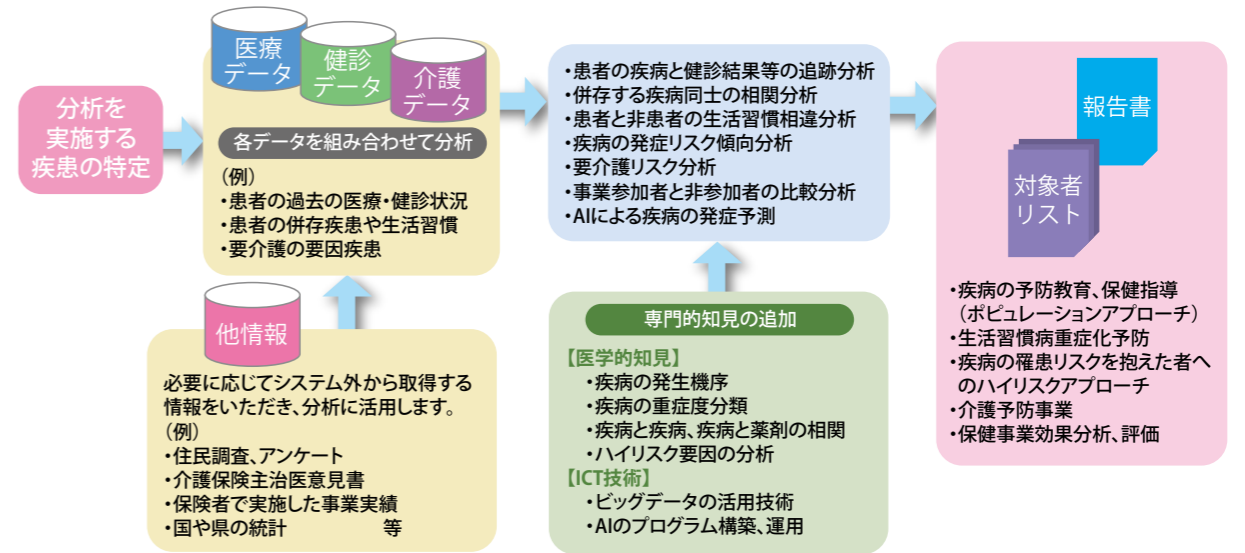 分析を
実施する
疾患の特定
医療
データ
健診
データ
介護
データ
各データを組み合わせて分析
(例)
・患者の過去の医療・健診状況
・患者の併存疾患や生活習慣
・要介護の要因疾患
他情報
必要に応じてシステム外から取得する
情報をいただき、分析に活用します。
(例)
・住民調査、アンケート
・介護保険主治医意見書
・保険者で実施した事業実績
・国や県の統計 等
・患者の疾病と健診結果等の追跡分析
・併存する疾病同士の相関分析
・患者と非患者の生活習慣相違分析
・疾病の発症リスク傾向分析
・要介護リスク分析
・事業参加者と非参加者の比較分析
・AIによる疾病の発症予測
専門的知見の追加
【医学的知見】
・疾病の発生機序
・疾病の重症度分類
・疾病と疾病、疾病と薬剤の相関
・ハイリスク要因の分析
【ICT技術】
・ビッグデータの活用技術
・AIのプログラム構築、運用
報告書
対象者
リスト
・疾病の予防教育、保健指導
（ポピュレーションアプローチ）
・生活習慣病重症化予防
・疾病の罹患リスクを抱えた者へ
のハイリスクアプローチ
・介護予防事業
・保健事業効果分析、評価